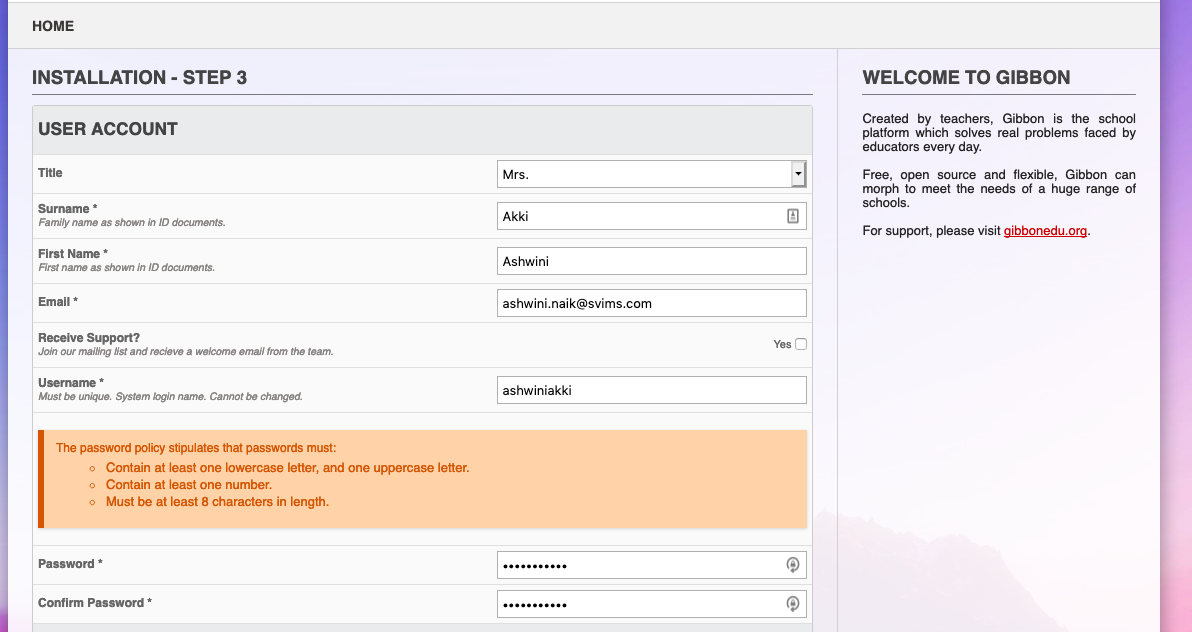 HOME
INSTALLATION - STEP 3
USER ACCOUNT
Title
Mrs.
Surname *
Family name as shown in ID documents.
Akki
First Name *
First name as shown in ID documents.
Ashwini
Email *
ashwini.naik@svims.com
Receive Support?
Join our mailing list and recieve a welcome email from the team.
Yes
Username *
Must be unique. System login name. Cannot be changed.
ashwiniakki
The password policy stipulates that passwords must:
Contain at least one lowercase letter, and one uppercase letter.
Contain at least one number.
Must be at least 8 characters in length.
Password *
•••••••••••
Confirm Password *
•••••••••••
WELCOME TO GIBBON
Created by teachers, Gibbon is the school
platform which solves real problems faced by
educators every day.
Free, open source and flexible, Gibbon can
morph to meet the needs of a huge range of
schools.
For support, please visit gibbonedu.org.